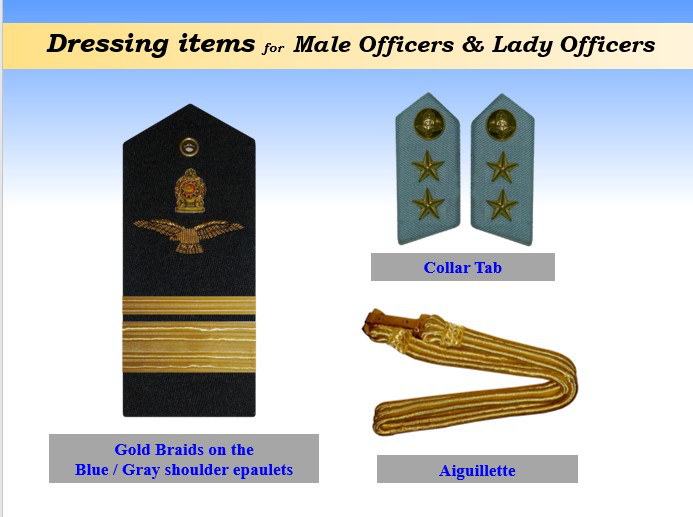 Dressing items for Male Officers & Lady Officers
Collar Tab
Gold Braids on the
Blue / Gray shoulder epaulets
Aiguillette